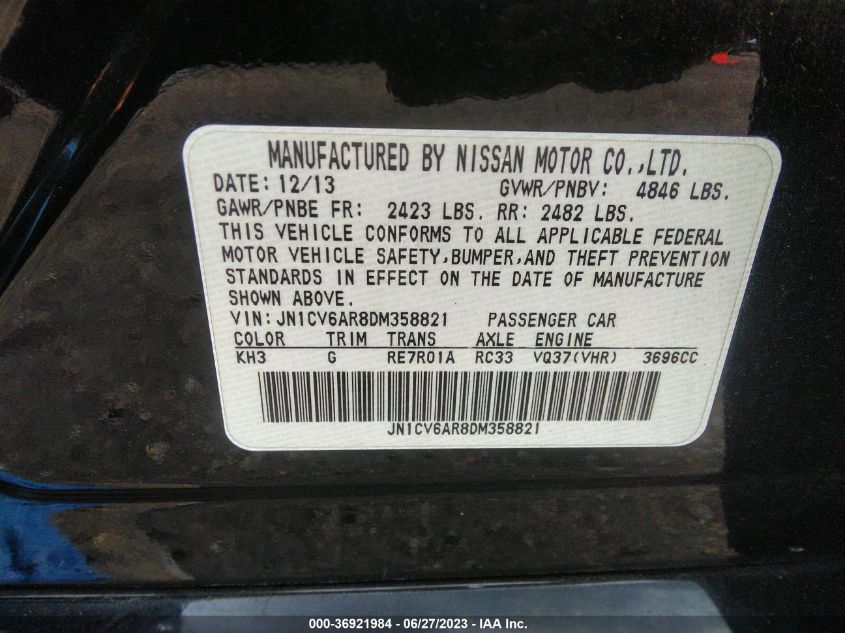 MANUFACTURED BY NISSAN MOTOR CO.,LTD.
DATE: 12/13 GVWR/PNBV: 4846 LBS.
GAWR/PNBE FR: 2423 LBS. RR: 2482 LBS.
THIS VEHICLE CONFORMS TO ALL APPLICABLE FEDERAL
MOTOR VEHICLE SAFETY,BUMPER,AND THEFT PREVENTION
STANDARDS IN EFFECT ON THE DATE OF MANUFACTURE
SHOWN ABOVE.
VIN: JN1CV6AR8DM358821 PASSENGER CAR
COLOR TRIM TRANS AXLE ENGINE
KH3 G RE7R01A RC33 VQ37(VHR) 3696CC
JN1CV6AR8DM358821
000-36921984 - 06/27/2023 - IAA Inc.